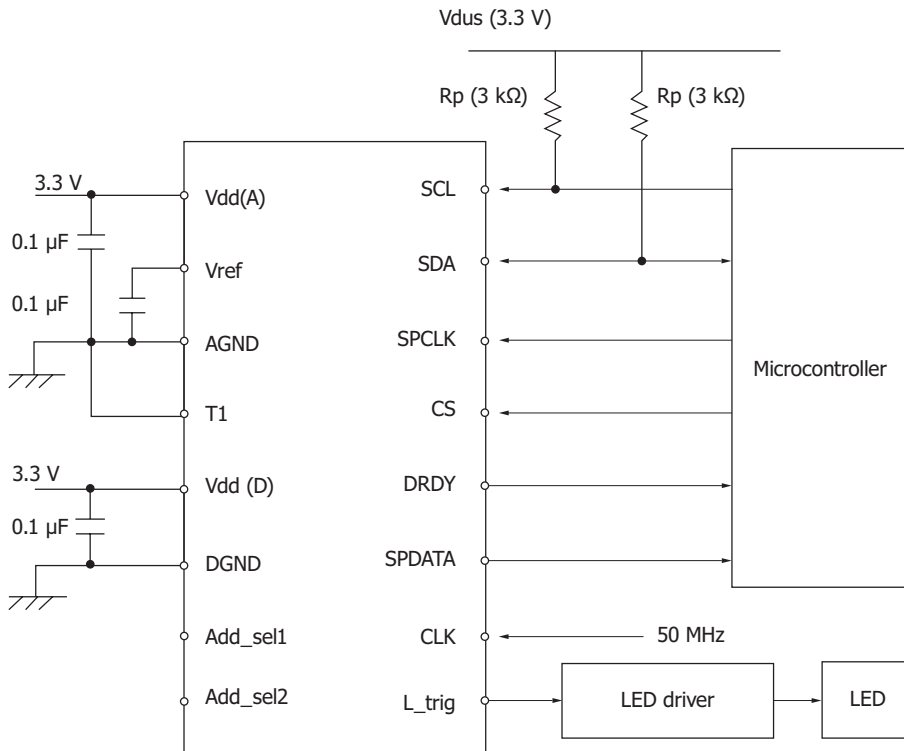 Vdus (3.3 V)
Rp (3 kΩ)
Rp (3 kΩ)
3.3 V
Vdd(A)
SCL
0.1 µF
Vref
SDA
0.1 µF
AGND
SPCLK
Microcontroller
T1
CS
3.3 V
Vdd (D)
DRDY
0.1 µF
DGND
SPDATA
Add_sel1
CLK
50 MHz
Add_sel2
L_trig
LED driver
LED